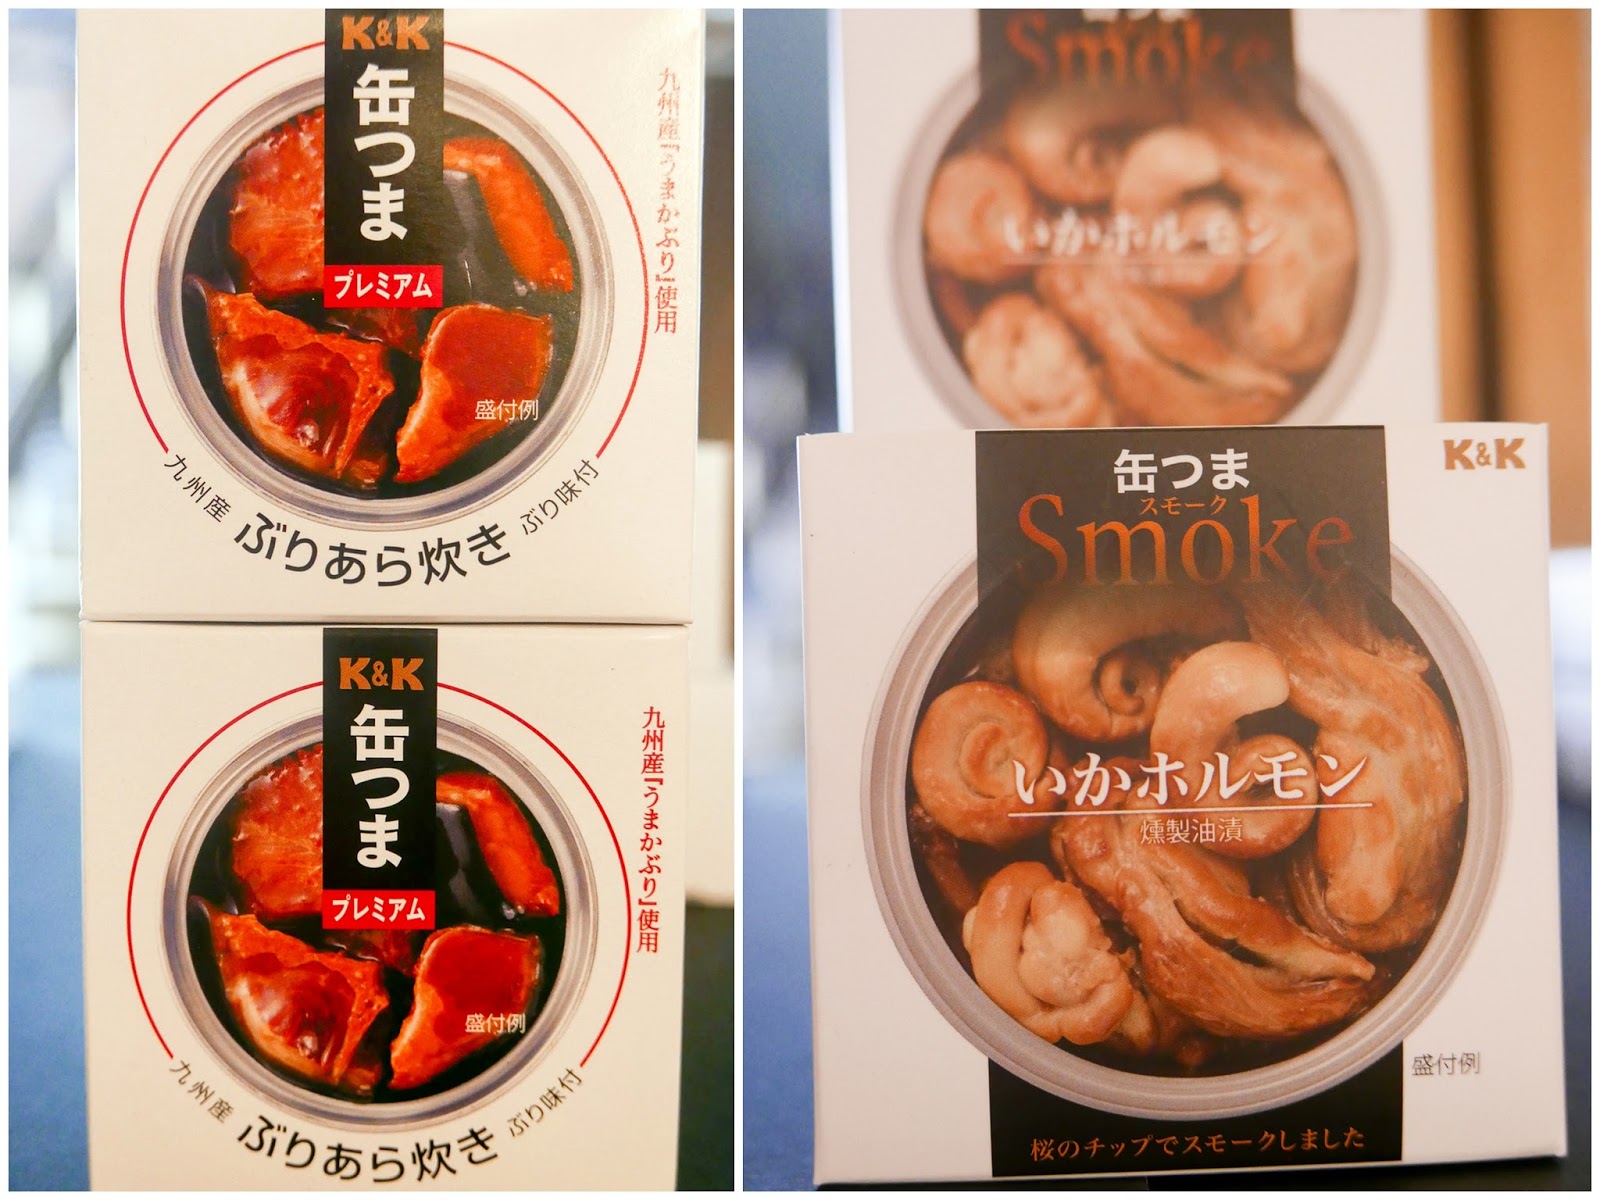 K&K
缶つま
プレミアム
九州産『うまかぶり』使用
盛付例
九州産 ぶりあら炊き ぶり味付
K&K
缶つま
プレミアム
九州産『うまかぶり』使用
盛付例
九州産 ぶりあら炊き ぶり味付
缶つま
Smoke
いかホルモン
缶つま
K&K
スモーク
Smoke
いかホルモン
燻製油漬
盛付例
桜のチップでスモークしました